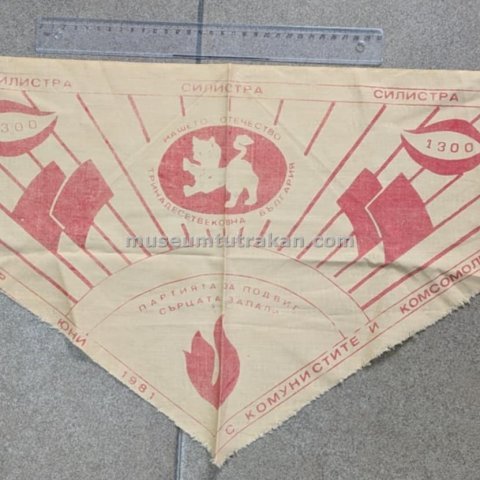 СИЛИСТРА СИЛИСТРА СИЛИСТРА
1300
1300
НАШЕТО ОТЕЧЕСТВО
ТРИНАДЕСЕТВЕКОВНА БЪЛГАРИЯ
museumtutrakan.com
ПАРТИЯТА ЗА ПОДВИГ
СЪРЦАТА ЗАПАЛИ
ЮНИ 1981
С КОМУНИСТИТЕ И КОМСОМОЛ